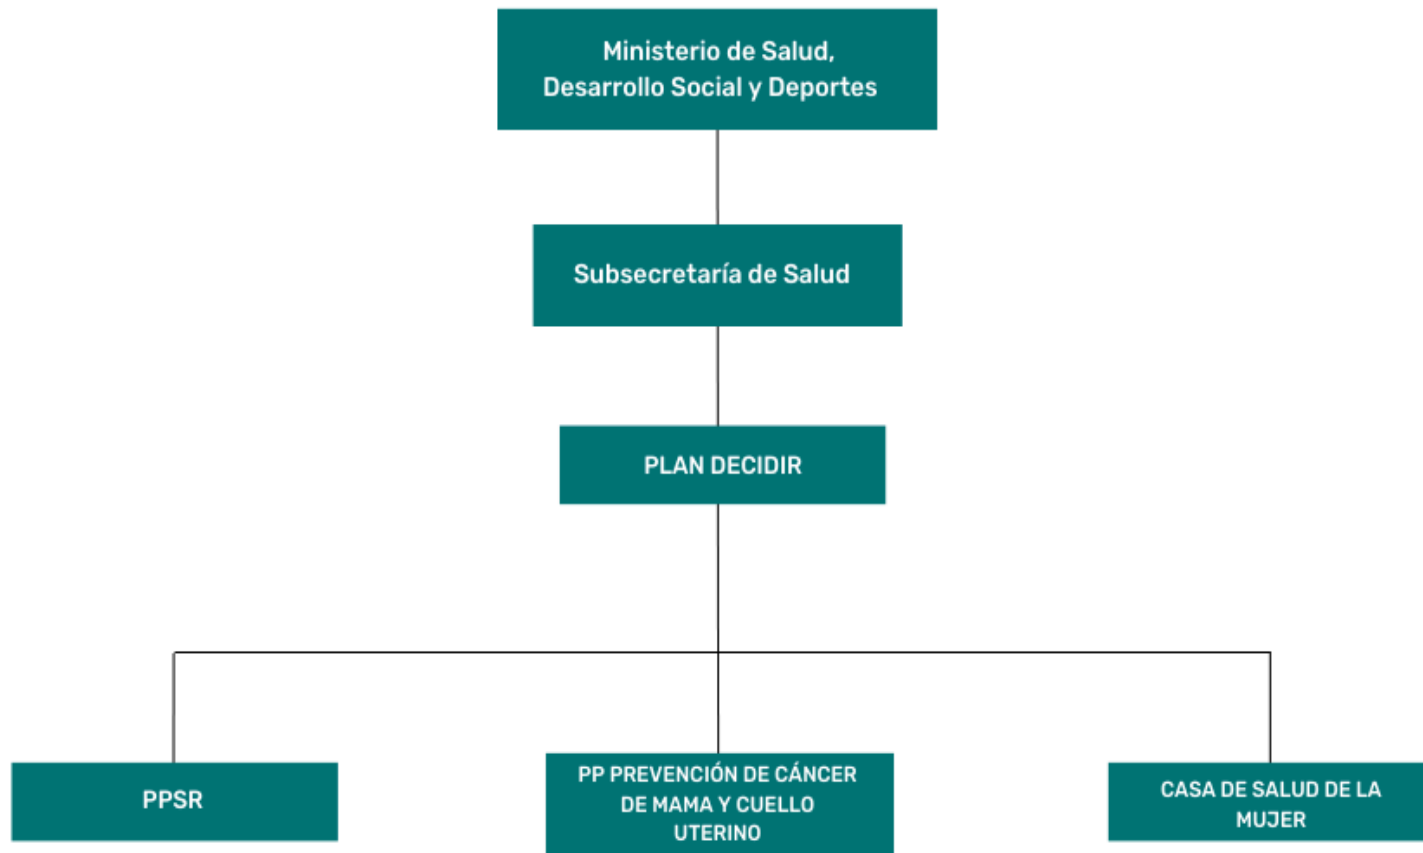 Ministerio de Salud,
Desarrollo Social y Deportes
Subsecretaría de Salud
PLAN DECIDIR
PPSR
PP PREVENCIÓN DE CÁNCER
DE MAMA Y CUELLO
UTERINO
CASA DE SALUD DE LA
MUJER